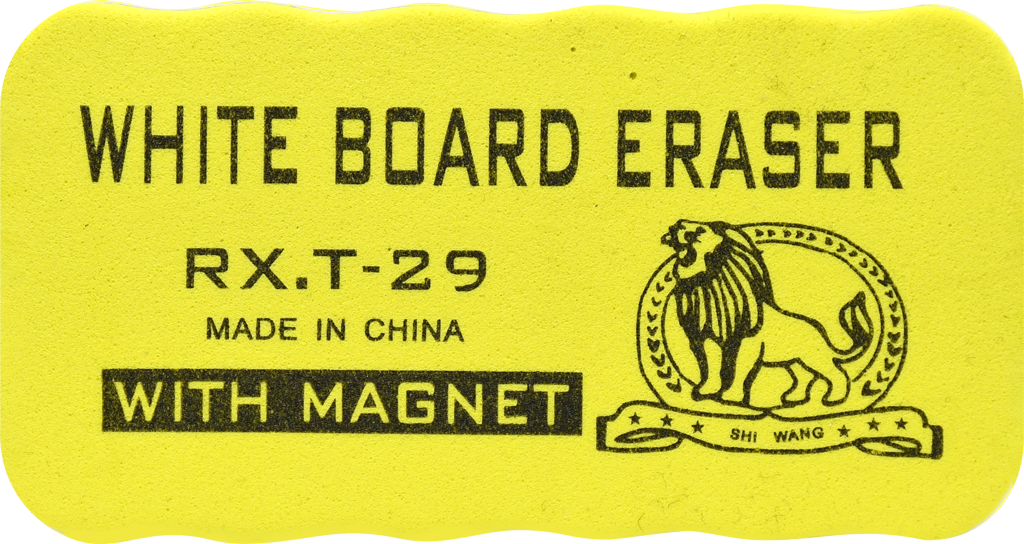 WHITE BOARD ERASER
RX.T-29
MADE IN CHINA
WITH MAGNET
SHI WANG